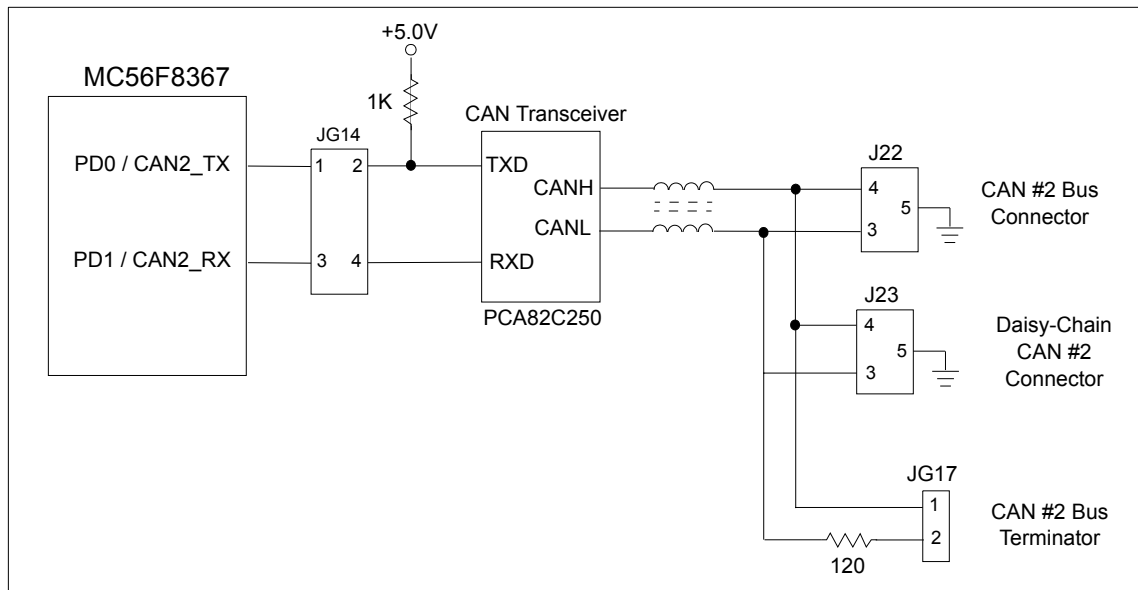 +5.0V
MC56F8367
1K
CAN Transceiver
JG14
PD0 / CAN2_TX
1 2
TXD
J22
CANH
4
5
3
CAN #2 Bus
Connector
CANL
PD1 / CAN2_RX
3 4
RXD
PCA82C250
J23
4
5
3
Daisy-Chain
CAN #2
Connector
JG17
1
2
CAN #2 Bus
Terminator
120